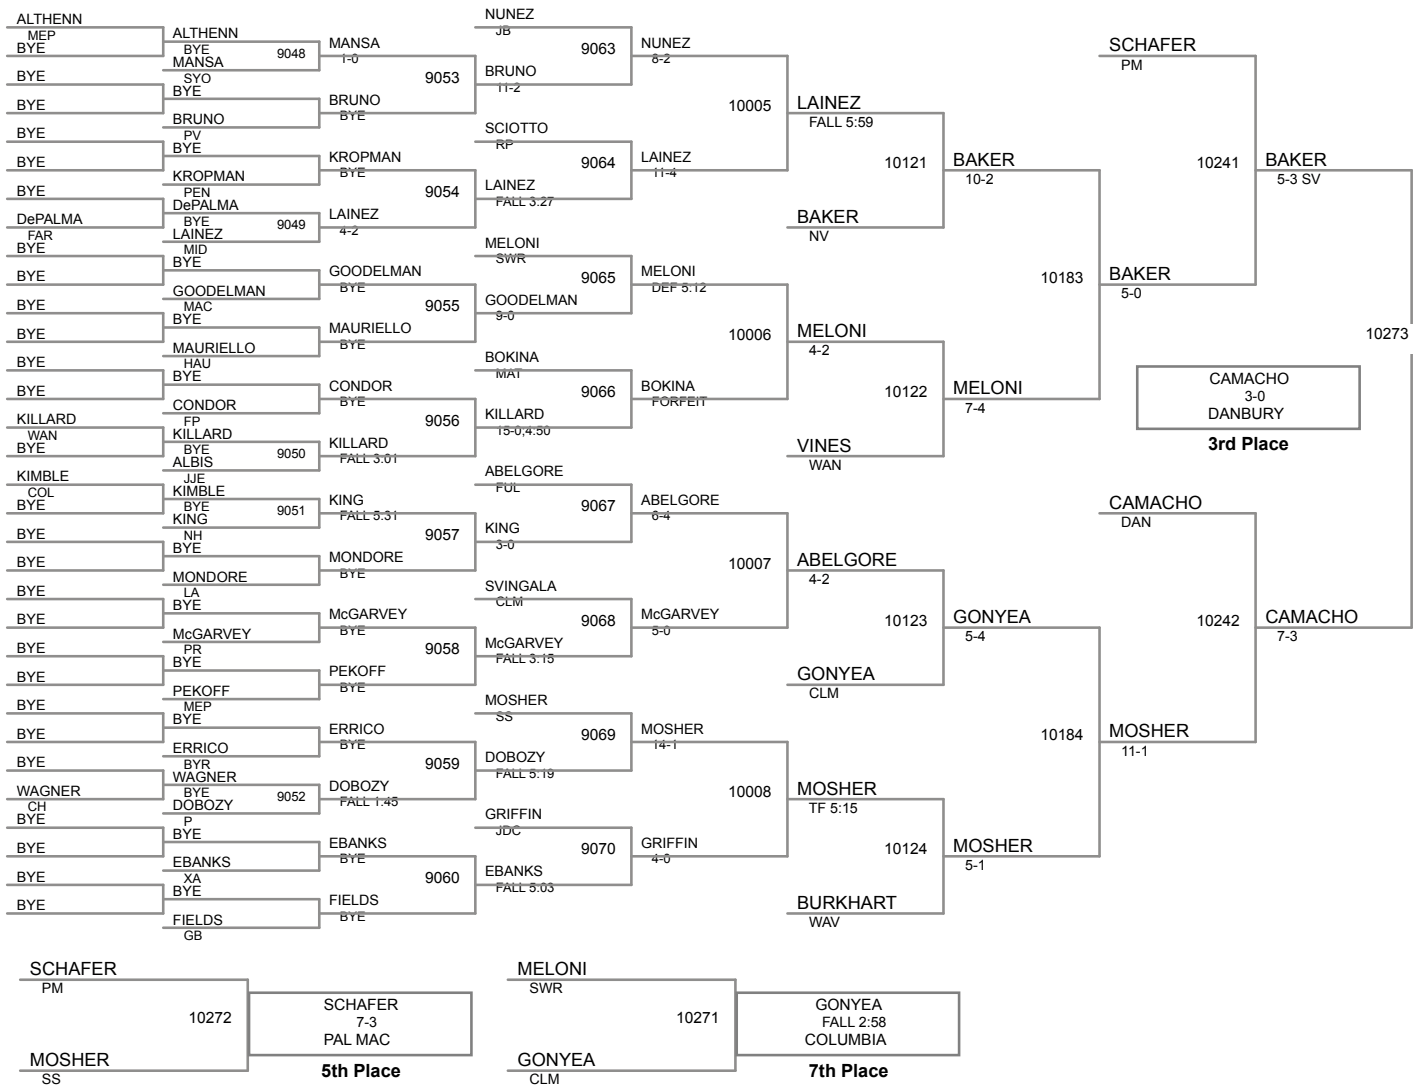 ALTHENN
MEP
BYE
BYE
BYE
BYE
BYE
BYE
DePALMA
FAR
BYE
BYE
BYE
BYE
BYE
BYE
KILLARD
WAN
BYE
KIMBLE
COL
BYE
BYE
BYE
BYE
BYE
BYE
BYE
BYE
BYE
BYE
WAGNER
CH
BYE
BYE
BYE
BYE
ALTHENN
BYE
9048
MANSA
SYO
BYE
BRUNO
PV
BYE
KROPMAN
PEN
DePALMA
BYE
9049
LAINEZ
MID
BYE
GOODELMAN
MAC
BYE
MAURIELLO
HAU
BYE
CONDOR
FP
KILLARD
BYE
9050
ALBIS
JJE
KIMBLE
BYE
9051
KING
NH
BYE
MONDORE
LA
BYE
McGARVEY
PR
BYE
PEKOFF
MEP
BYE
ERRICO
BYR
WAGNER
BYE
9052
DOBOZY
P
BYE
EBANKS
XA
BYE
FIELDS
GB
MANSA
1-0
9053
BRUNO
BYE
KROPMAN
BYE
9054
LAINEZ
4-2
GOODELMAN
BYE
9055
MAURIELLO
BYE
CONDOR
BYE
9056
KILLARD
FALL 3:01
KING
FALL 5:31
9057
MONDORE
BYE
McGARVEY
BYE
9058
PEKOFF
BYE
ERRICO
BYE
9059
DOBOZY
FALL 1:45
EBANKS
BYE
9060
FIELDS
BYE
NUNEZ
JB
9063
BRUNO
11-2
SCIOTTO
RP
9064
LAINEZ
FALL 3:27
MELONI
SWR
9065
GOODELMAN
9-0
BOKINA
MAT
9066
KILLARD
15-0,4:50
ABELGORE
FUL
9067
KING
3-0
SVINGALA
CLM
9068
McGARVEY
FALL 3:15
MOSHER
SS
9069
DOBOZY
FALL 5:19
GRIFFIN
JDC
9070
EBANKS
FALL 5:03
NUNEZ
8-2
10005
LAINEZ
11-4
MELONI
DEF 5:12
10006
BOKINA
FORFEIT
ABELGORE
6-4
10007
McGARVEY
5-0
MOSHER
14-1
10008
GRIFFIN
4-0
LAINEZ
FALL 5:59
10121
BAKER
NV
MELONI
4-2
10122
VINES
WAN
ABELGORE
4-2
10123
GONYEA
CLM
MOSHER
TF 5:15
10124
BURKHART
WAV
BAKER
10-2
10183
MELONI
7-4
GONYEA
5-4
10184
MOSHER
5-1
SCHAFER
PM
10241
BAKER
5-0
CAMACHO
DAN
10242
MOSHER
11-1
BAKER
5-3 SV
10273
CAMACHO
7-3
CAMACHO
3-0
DANBURY
3rd Place
SCHAFER
PM
10272
MOSHER
SS
SCHAFER
7-3
PAL MAC
5th Place
MELONI
SWR
10271
GONYEA
CLM
GONYEA
FALL 2:58
COLUMBIA
7th Place